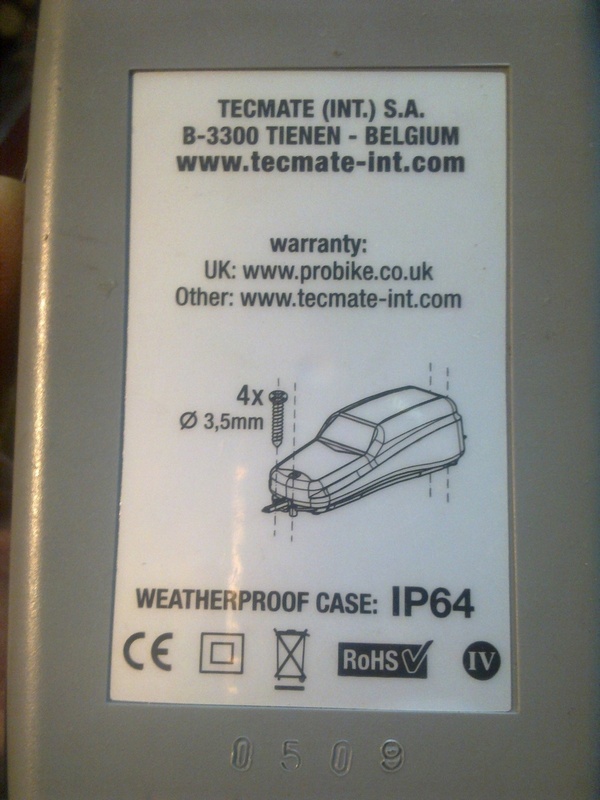 TECMATE (INT.) S.A.
B-3300 TIENEN - BELGIUM
www.tecmate-int.com
warranty:
UK: www.probike.co.uk
Other: www.tecmate-int.com
4x
Ø 3,5mm
WEATHERPROOF CASE: IP64
CE RoHS IV
0509